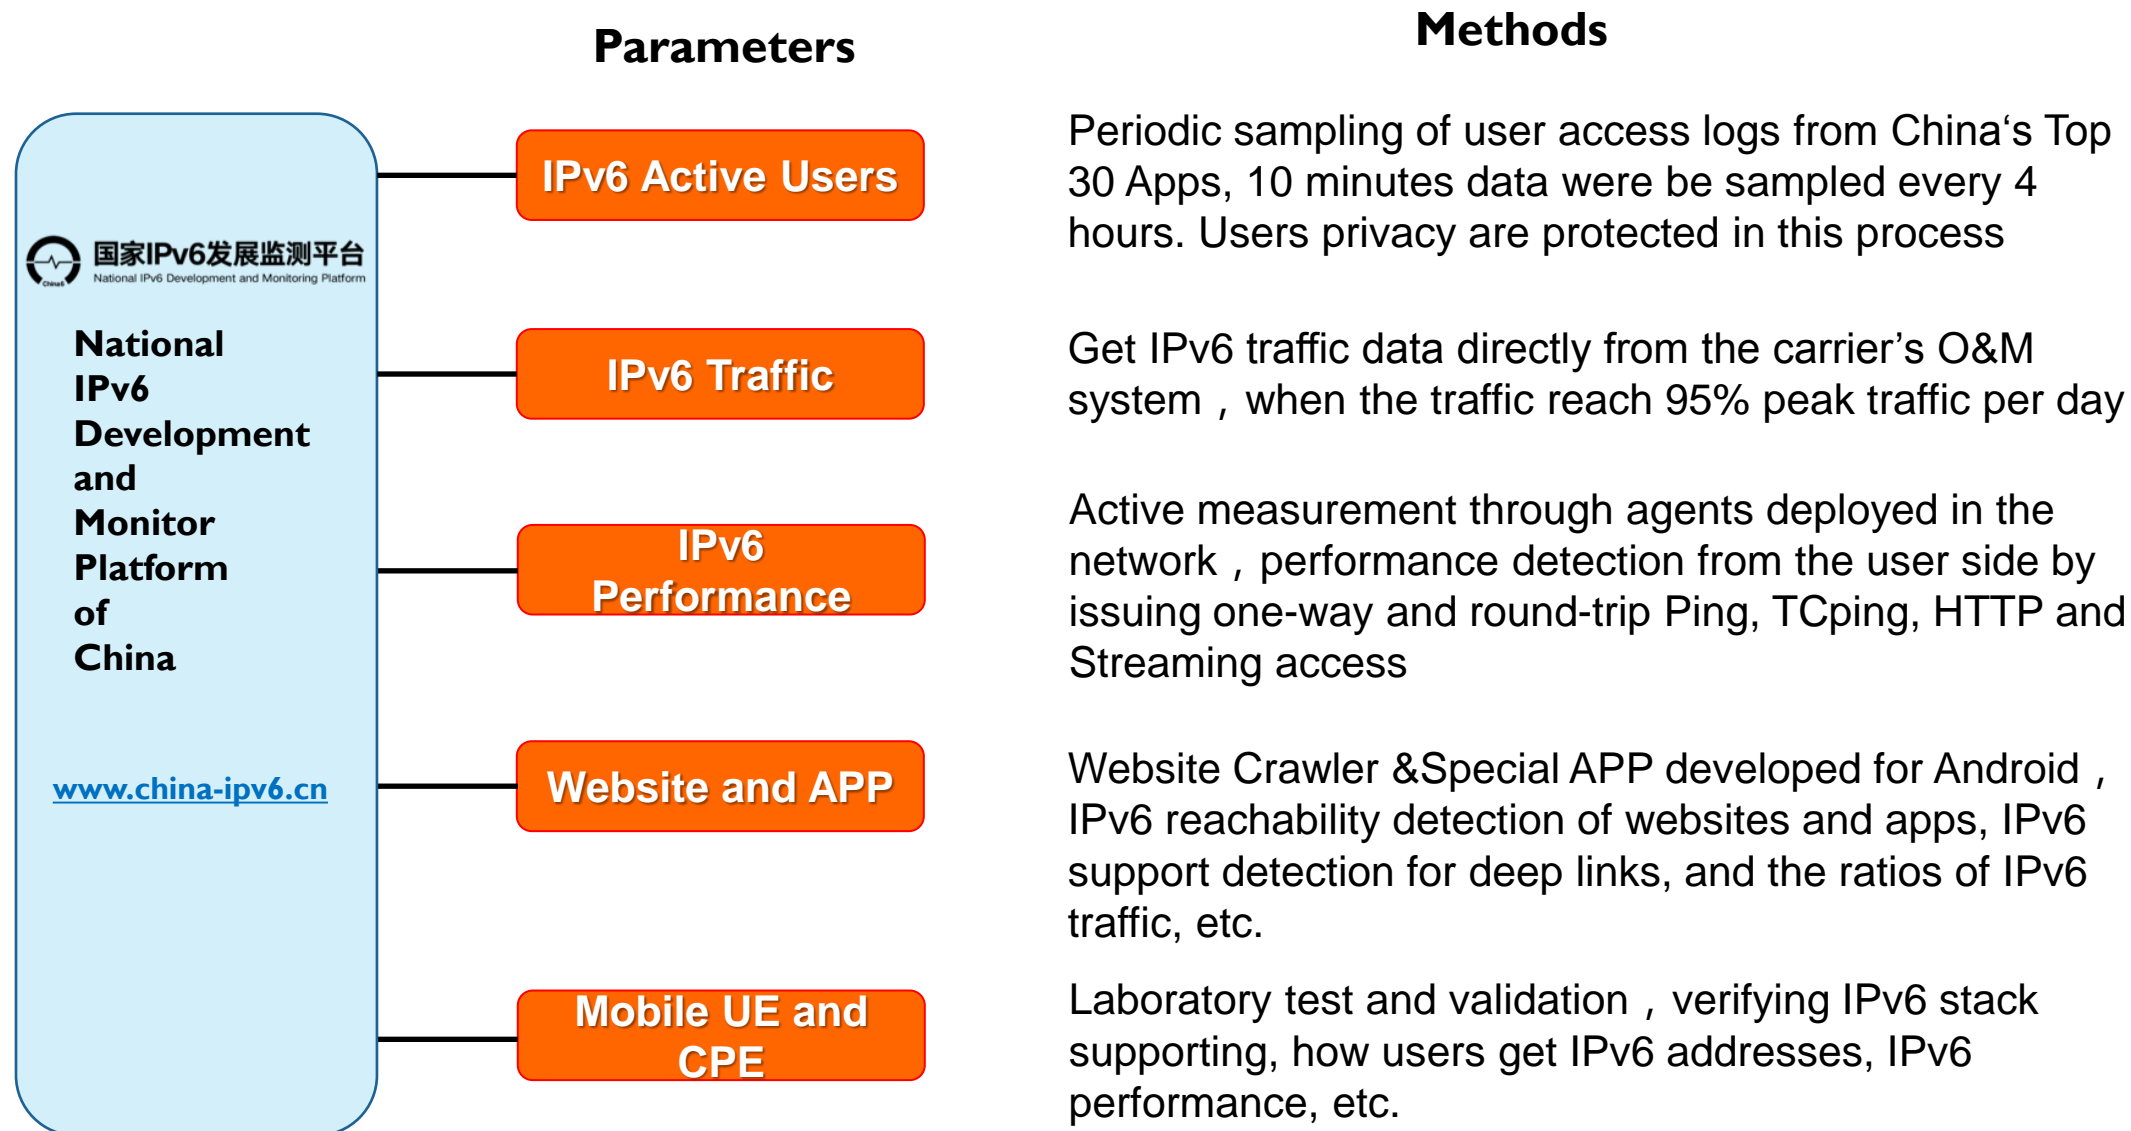 Parameters
Methods
国家IPv6发展监测平台
National IPv6 Development and Monitoring Platform
China6
National
IPv6
Development
and
Monitor
Platform
of
China
www.china-ipv6.cn
IPv6 Active Users
Periodic sampling of user access logs from China‘s Top
30 Apps, 10 minutes data were be sampled every 4
hours. Users privacy are protected in this process
IPv6 Traffic
Get IPv6 traffic data directly from the carrier’s O&M
system，when the traffic reach 95% peak traffic per day
IPv6
Performance
Active measurement through agents deployed in the
network，performance detection from the user side by
issuing one-way and round-trip Ping, TCping, HTTP and
Streaming access
Website and APP
Website Crawler &Special APP developed for Android，
IPv6 reachability detection of websites and apps, IPv6
support detection for deep links, and the ratios of IPv6
traffic, etc.
Mobile UE and
CPE
Laboratory test and validation，verifying IPv6 stack
supporting, how users get IPv6 addresses, IPv6
performance, etc.